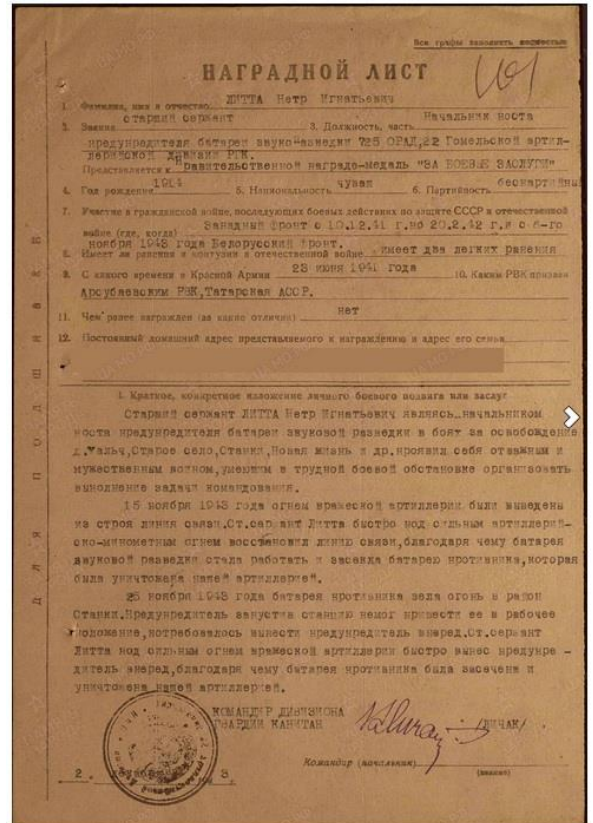 Все графы заполнять полностью
НАГРАДНОЙ ЛИСТ
101
1. Фамилия, имя и отчество ЛИТТА Петр Игнатьевич
2. Звание старший сержант 3. Должность, часть Начальник поста
предупредителя батареи звукоразведки 725 ОРАД,22 Гомельской артил-
лерийской дивизии РГК.
Представляется к правительственной награде-медаль "ЗА БОЕВЫЕ ЗАСЛУГИ"
4. Год рождения 1904 5. Национальность чуваш 6. Партийность беспартийный
7. Участие в гражданской войне, последующих боевых действиях по защите СССР и отечественной
войне (где, когда) Западный фронт с 10.12.41 г.по 20.2.42 г.и с 6-го
ноября 1943 года Белорусский фронт.
8. Имеет ли ранения и контузии в отечественной войне имеет два легких ранения
9. С какого времени в Красной Армии 23 июня 1941 года 10. Каким РВК призван
РВК,Татарская АССР.
11. Чем ранее награжден (за какие отличия) нет
12. Постоянный домашний адрес представляемого к награждению и адрес его семьи
ДЛЯ ПОДШИВКИ
I. Краткое, конкретное изложение личного боевого подвига или заслуг
Старший сержант ЛИТТА Петр Игнатьевич являясь начальником
поста предупредителя батареи звуковой разведки в боях за освобождение
д.Уальч,Старое село,Станки,Новая жизнь и др.проявил себя отважным и
мужественным воином,умеющим в трудной боевой обстановке организовать
выполнение задачи командования.
15 ноября 1943 года огнем вражеской артиллерии были выведены
из строя линия связи.Ст.сержант Литта быстро под сильным артиллерий-
ско-минометным огнем восстановил линию связи,благодаря чему батарея
звуковой разведки стала работать и засекла батарею противника,которая
была уничтожена нашей артиллерией.
25 ноября 1943 года батарея противника вела огонь в район
Станки.Предупредитель запустив станцию немог привести ее в рабочее
положение,потребовалось вынести предупредитель вперед.Ст.сержант
Литта под сильным огнем вражеской артиллерии быстро вынес предупре -
дитель вперед,благодаря чему батарея противника была засечена и
уничтожена нашей артиллерией.
КОМАНДИР ДИВИЗИОНА
ГВАРДИИ КАПИТАН /ЛИЧАК/
Командир (начальник)
(звание)